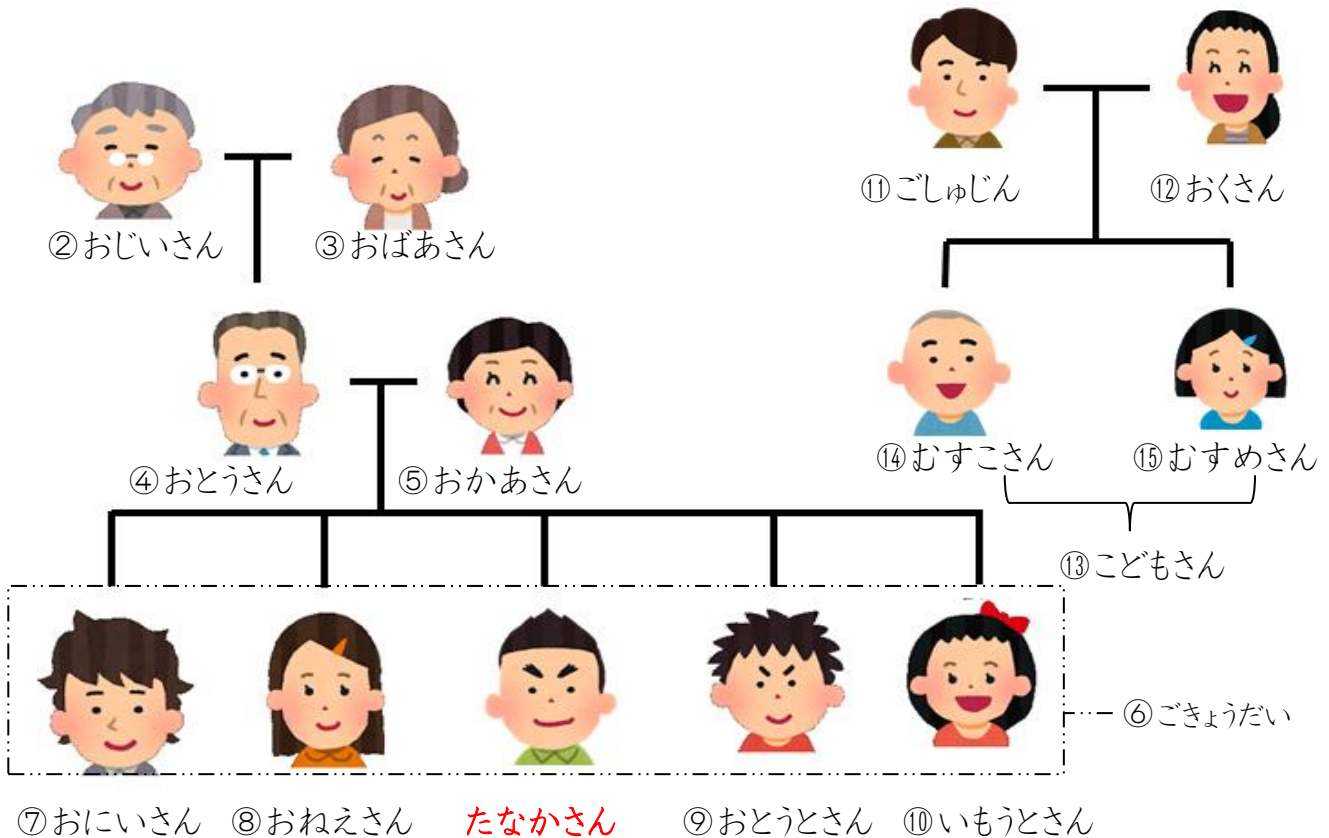 ②おじいさん
③おばあさん
⑪ごしゅじん
⑫おくさん
④おとうさん
⑤おかあさん
⑭むすこさん
⑮むすめさん
⑬こどもさん
⑥ごきょうだい
⑦おにいさん
⑧おねえさん
たなかさん
⑨おとうとさん
⑩いもうとさん